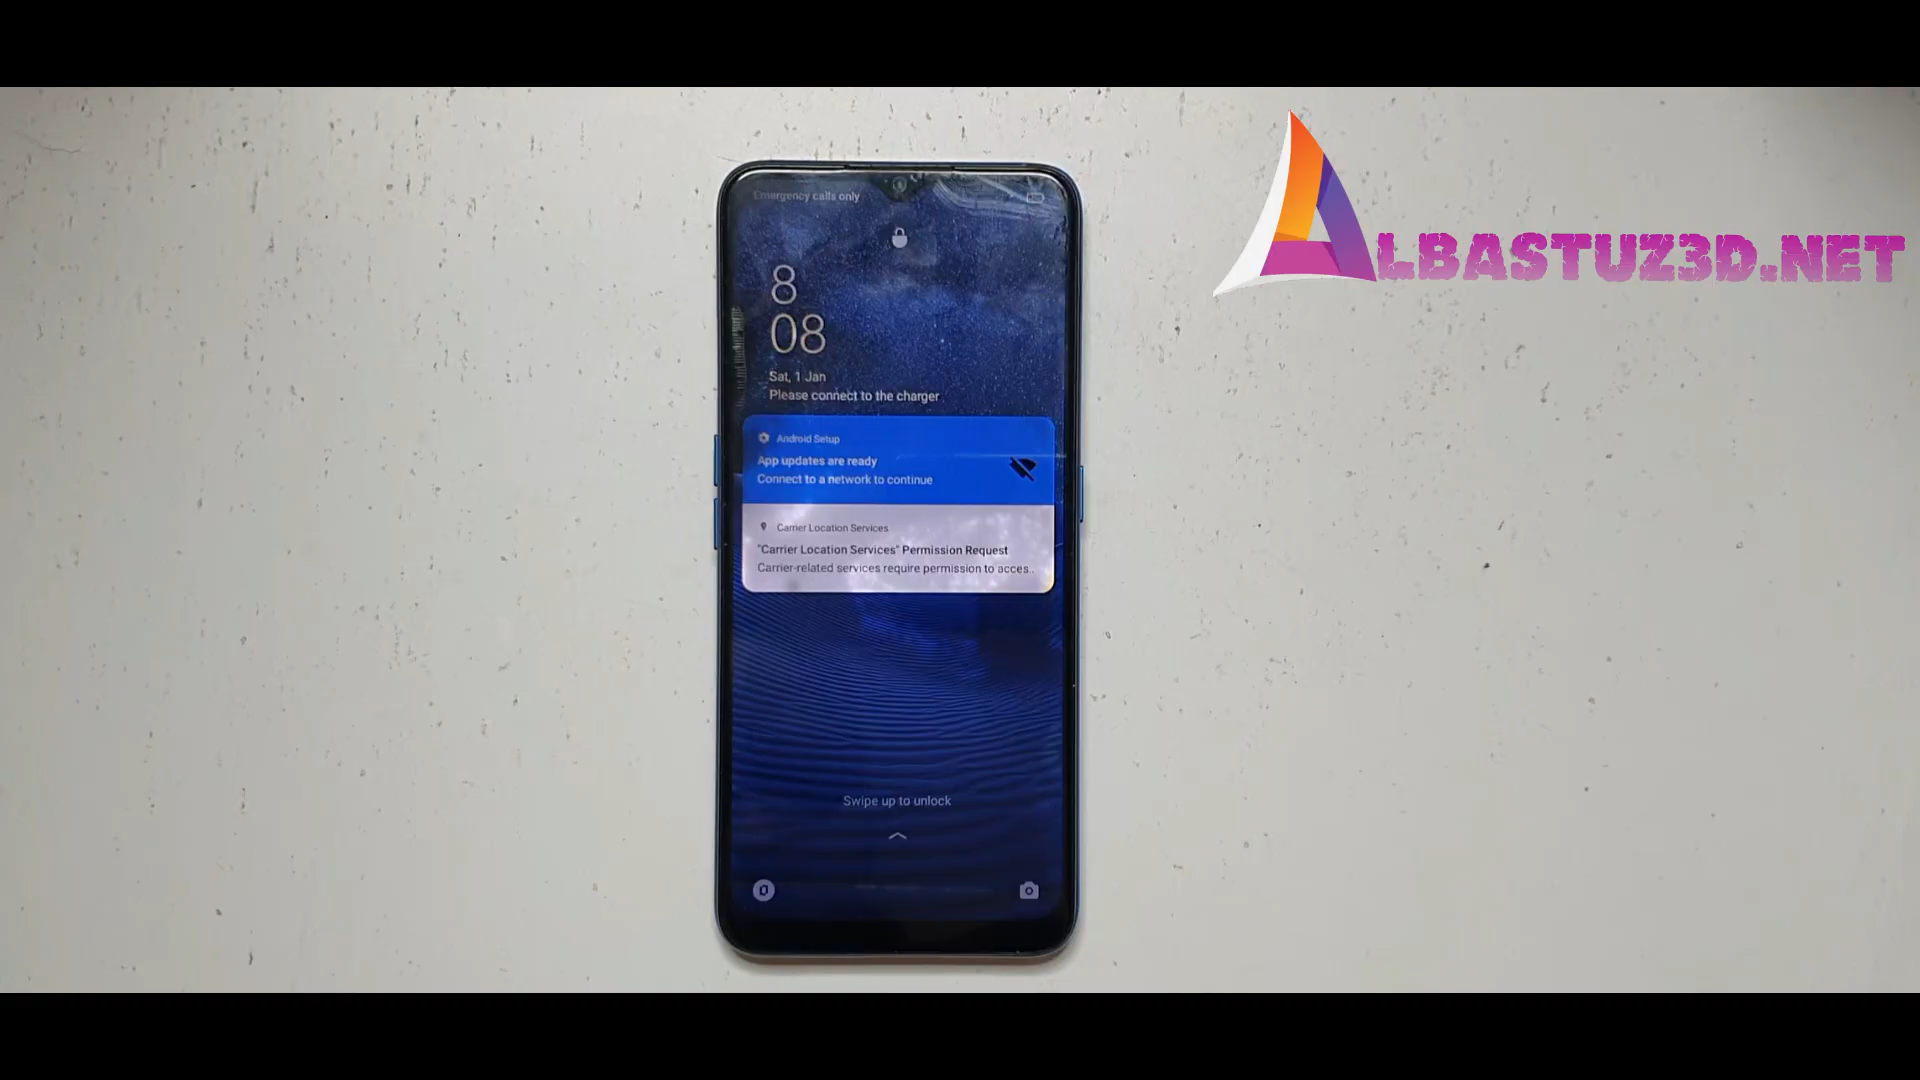 ALBASTUZ3D.NET
Emergency calls only
8
08
Sat, 1 Jan
Please connect to the charger
Android Setup
App updates are ready
Connect to a network to continue
Carrier Location Services
"Carrier Location Services" Permission Request
Carrier-related services require permission to acces..
Swipe up to unlock